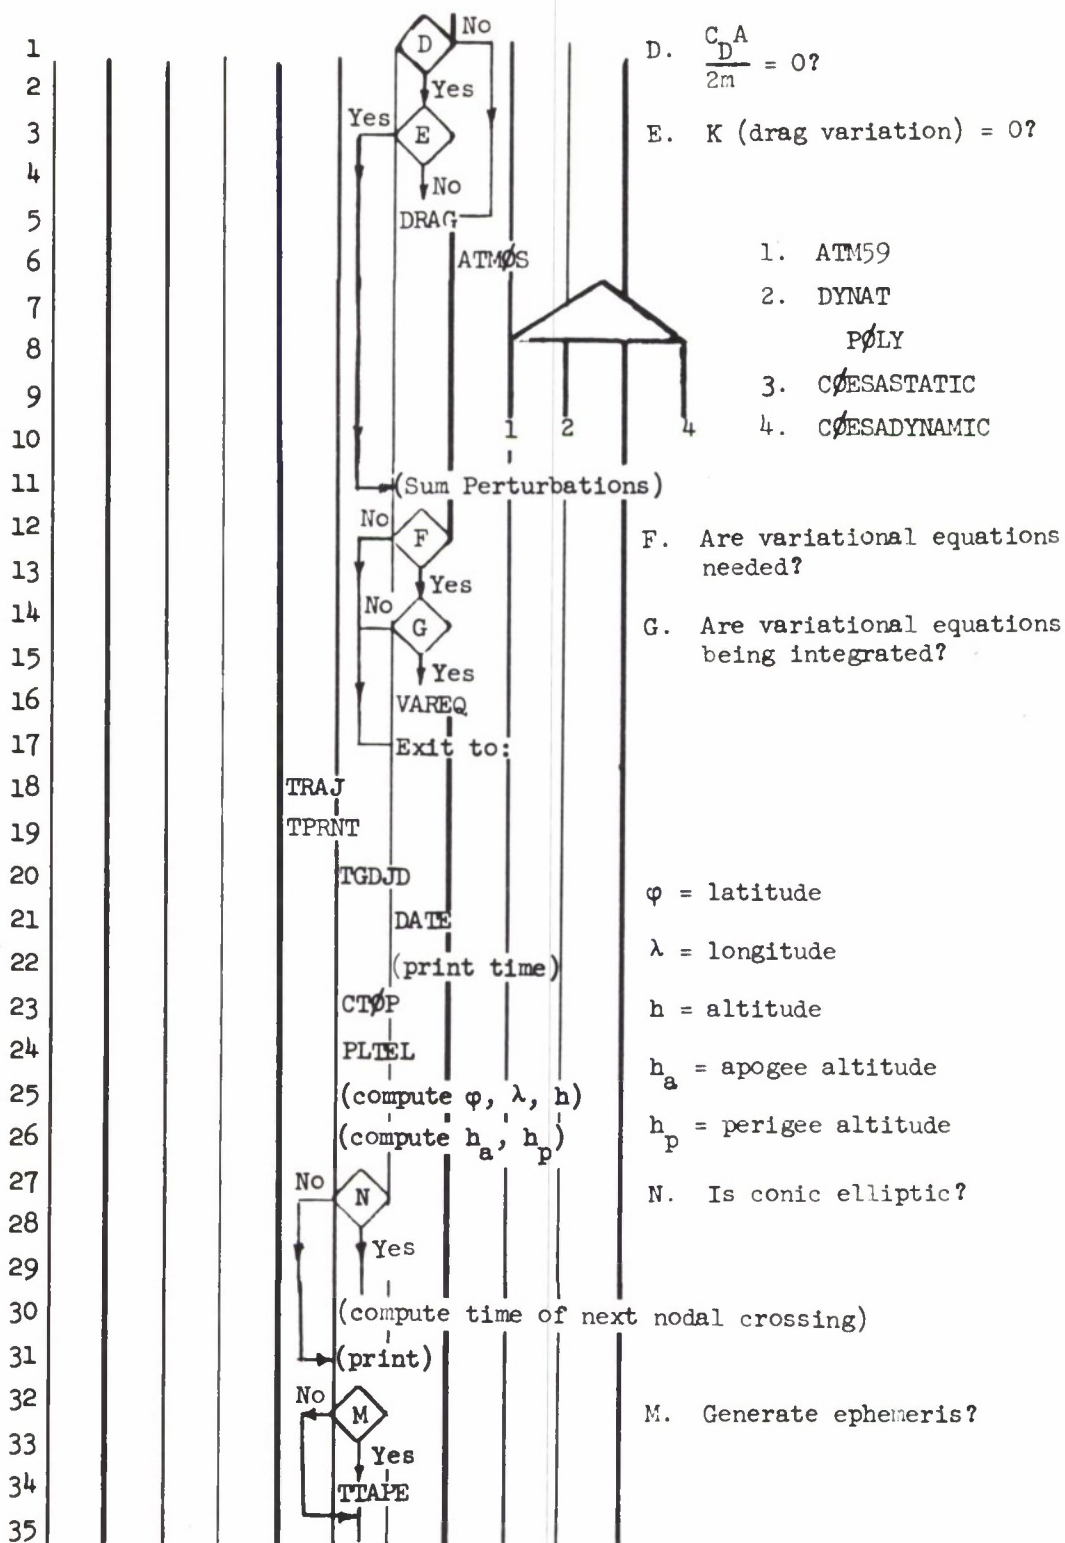 No
1 D D. C_D A / 2m = 0?
2 Yes
3 Yes E E. K (drag variation) = 0?
4 No
5 DRAG
6 ATMØS 1. ATM59
7 2. DYNAT
8 PØLY
9 3. CØESASTATIC
10 1 2 4 4. CØESADYNAMIC
11 (Sum Perturbations)
12 No F F. Are variational equations
13 Yes needed?
14 No G G. Are variational equations
15 Yes being integrated?
16 VAREQ
17 Exit to:
18 TRAJ
19 TPRNT
20 TGDJD φ = latitude
21 DATE
22 (print time) λ = longitude
23 CTØP h = altitude
24 PLTEL h_a = apogee altitude
25 (compute φ, λ, h)
26 (compute h_a, h_p) h_p = perigee altitude
27 No N N. Is conic elliptic?
28 Yes
29
30 (compute time of next nodal crossing)
31 (print)
32 No M M. Generate ephemeris?
33 Yes
34 TTAPE
35